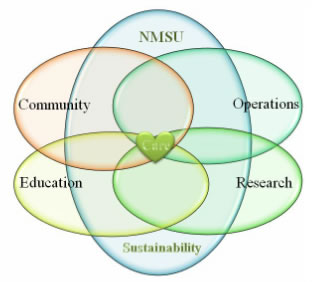 NMSU
Community
Operations
Care
Education
Research
Sustainability